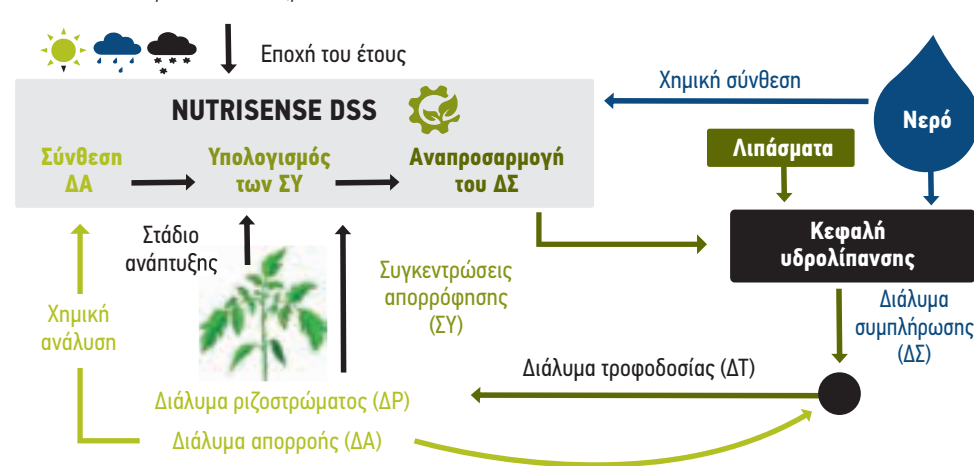 Εποχή του έτους
NUTRISENSE DSS
Σύνθεση
ΔΑ
Υπολογισμός
των ΣΥ
Αναπροσαρμογή
του ΔΣ
Χημική σύνθεση
Νερό
Λιπάσματα
Κεφαλή
υδρολίπανσης
Στάδιο
ανάπτυξης
Συγκεντρώσεις
απορρόφησης
(ΣΥ)
Χημική
ανάλυση
Διάλυμα
συμπλήρωσης
(ΔΣ)
Διάλυμα τροφοδοσίας (ΔΤ)
Διάλυμα ριζοστρώματος (ΔΡ)
Διάλυμα απορροής (ΔΑ)